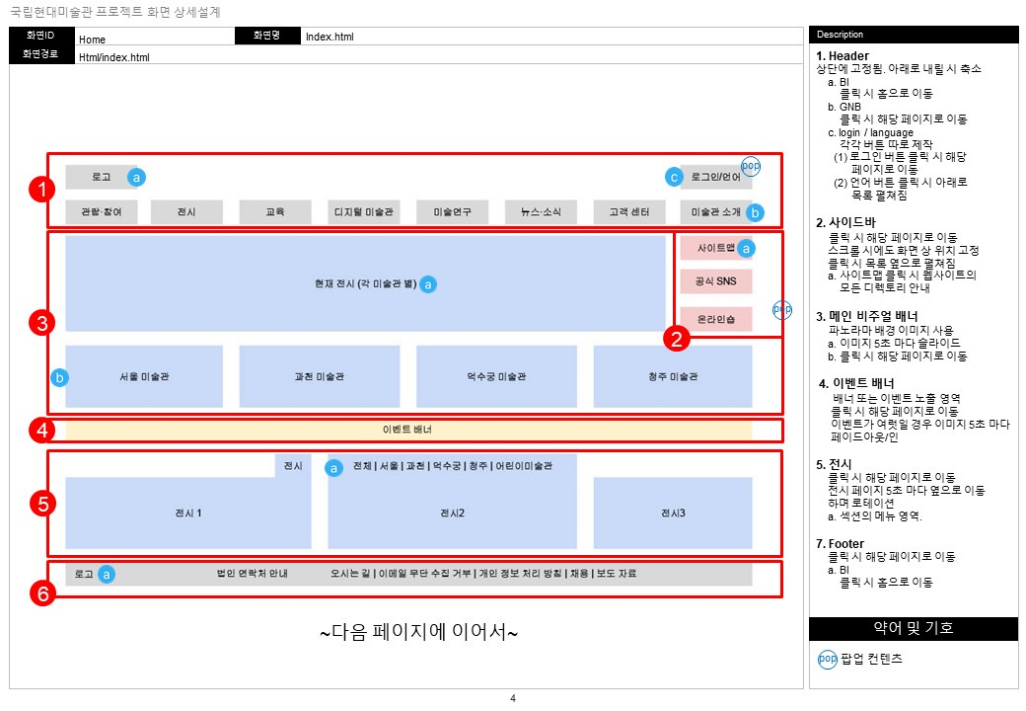 국립현대미술관 프로젝트 화면 상세설계
화면ID Home 화면명 Index.html
화면경로 Html/index.html
1
로고 a
c 로그인/언어 pop
관람·참여 전시 교육 디지털 미술관 미술연구 뉴스·소식 고객 센터 미술관 소개 b
3
현재 전시 (각 미술관 별) a
사이트맵 a
공식 SNS
온라인숍
pop
2
b 서울 미술관 과천 미술관 덕수궁 미술관 청주 미술관
4 이벤트 배너
전시 a 전체 | 서울 | 과천 | 덕수궁 | 청주 | 어린이미술관
5 전시 1 전시2 전시3
6 로고 a 법인 연락처 안내 오시는 길 | 이메일 무단 수집 거부 | 개인 정보 처리 방침 | 채용 | 보도 자료
~다음 페이지에 이어서~
Description
1. Header
상단에 고정됨. 아래로 내릴 시 축소
a. BI
클릭 시 홈으로 이동
b. GNB
클릭 시 해당 페이지로 이동
c. login / language
각각 버튼 따로 제작
(1) 로그인 버튼 클릭 시 해당
페이지로 이동
(2) 언어 버튼 클릭 시 아래로
목록 펼쳐짐
2. 사이드바
클릭 시 해당 페이지로 이동
스크롤 시에도 화면 상 위치 고정
클릭 시 목록 옆으로 펼쳐짐
a. 사이트맵 클릭 시 웹사이트의
모든 디렉토리 안내
3. 메인 비주얼 배너
파노라마 배경 이미지 사용
a. 이미지 5초 마다 슬라이드
b. 클릭 시 해당 페이지로 이동
4. 이벤트 배너
배너 또는 이벤트 노출 영역
클릭 시 해당 페이지로 이동
이벤트가 여럿일 경우 이미지 5초 마다
페이드아웃/인
5. 전시
클릭 시 해당 페이지로 이동
전시 페이지 5초 마다 옆으로 이동
하며 로테이션
a. 섹션의 메뉴 영역.
7. Footer
클릭 시 해당 페이지로 이동
a. BI
클릭 시 홈으로 이동
약어 및 기호
pop 팝업 컨텐츠
4